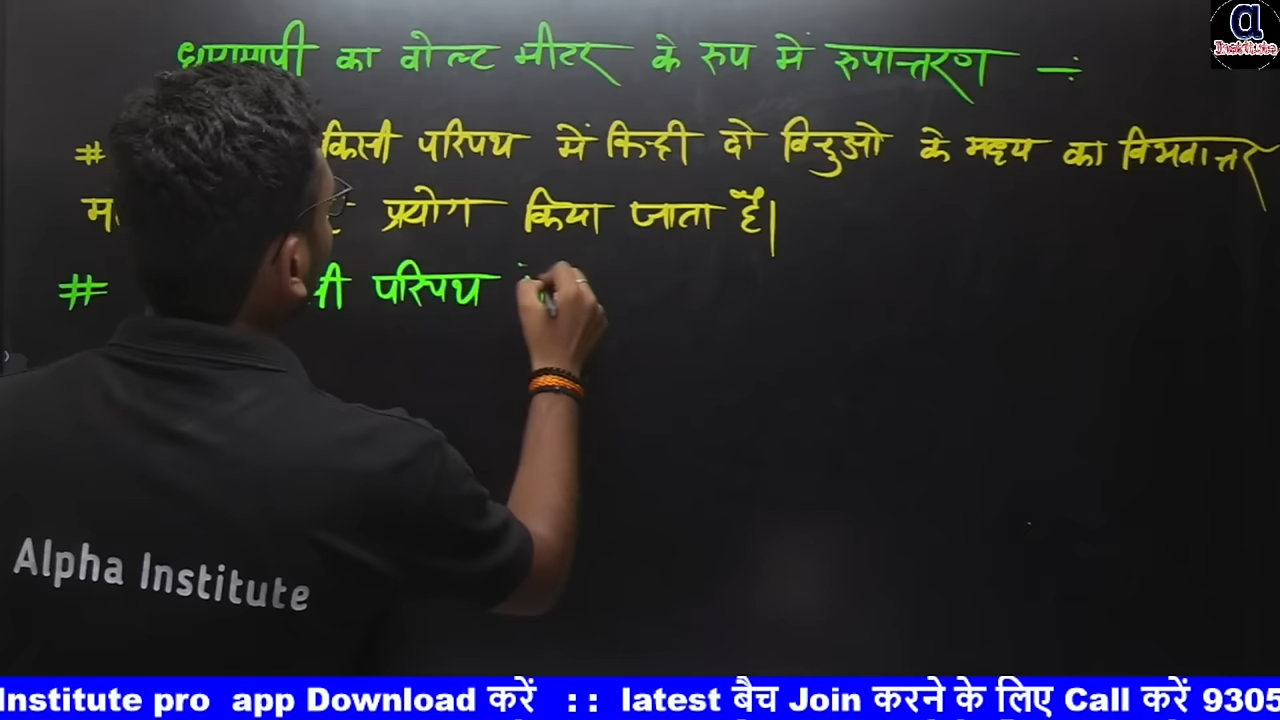 a
Institute
धारामापी का वोल्ट मीटर के रुप में रुपान्तरण -:
# किसी परिपथ में किन्ही दो विन्दुओ के मध्य का विभवान्तर
प्रयोग किया जाता है।
# परिपथ
Alpha Institute
Institute pro app Download करें :: latest बैच Join करने के लिए Call करें 9305